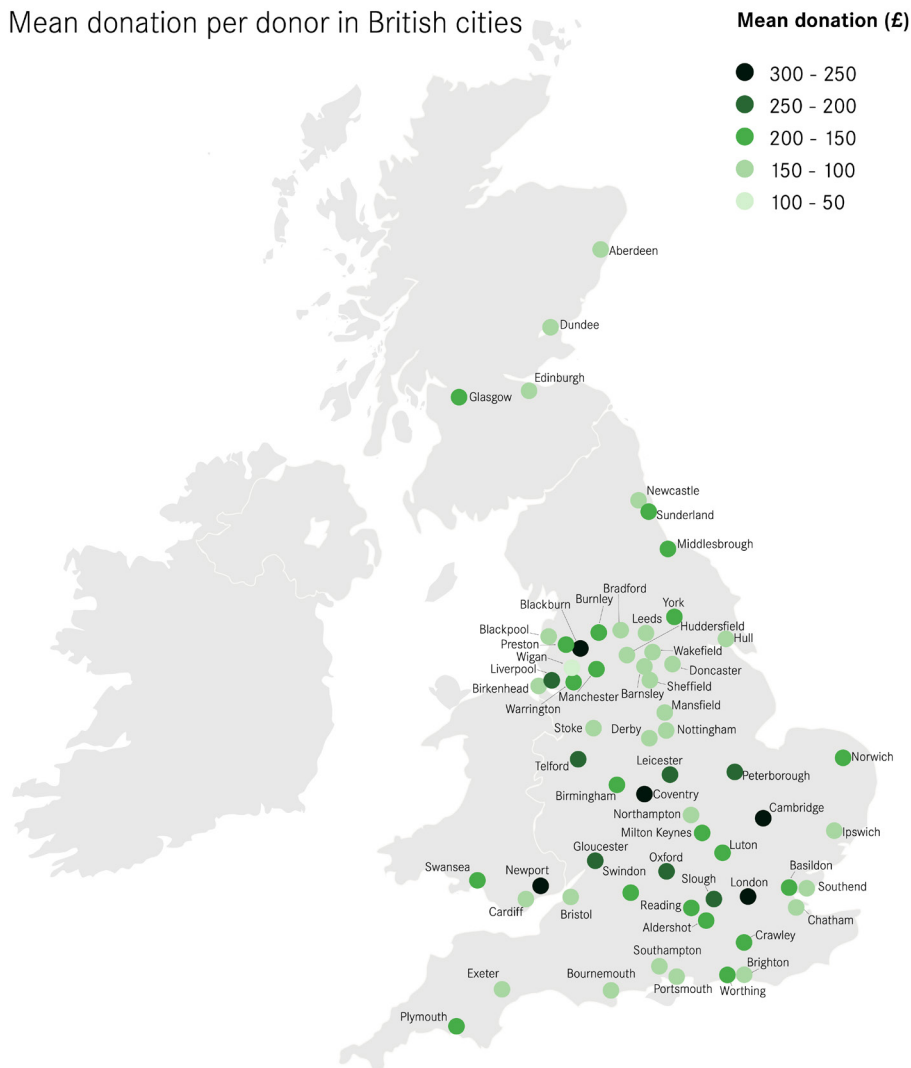 Mean donation per donor in British cities
Mean donation (£)
300 - 250
250 - 200
200 - 150
150 - 100
100 - 50
Aberdeen
Dundee
Edinburgh
Glasgow
Newcastle
Sunderland
Middlesbrough
Bradford
Burnley
Blackburn
York
Leeds
Huddersfield
Blackpool
Hull
Preston
Wakefield
Wigan
Liverpool
Doncaster
Birkenhead
Sheffield
Manchester
Barnsley
Warrington
Mansfield
Stoke
Derby
Nottingham
Norwich
Leicester
Telford
Peterborough
Birmingham
Coventry
Cambridge
Northampton
Milton Keynes
Ipswich
Luton
Gloucester
Oxford
Basildon
Swansea
Newport
Swindon
Slough
London
Southend
Reading
Cardiff
Bristol
Chatham
Aldershot
Crawley
Southampton
Brighton
Exeter
Bournemouth
Portsmouth
Worthing
Plymouth